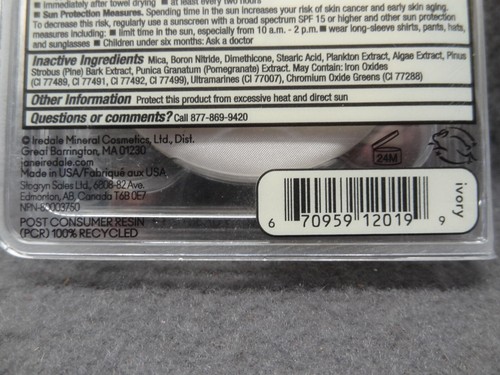 ■ immediately after towel drying ■ at least every two hours
■ Sun Protection Measures. Spending time in the sun increases your risk of skin cancer and early skin aging.
To decrease this risk, regularly use a sunscreen with a broad spectrum SPF 15 or higher and other sun protection
measures including: ■ limit time in the sun, especially from 10 a.m. - 2 p.m. ■ wear long-sleeve shirts, pants, hats,
and sunglasses ■ Children under six months: Ask a doctor
Inactive Ingredients Mica, Boron Nitride, Dimethicone, Stearic Acid, Plankton Extract, Algae Extract, Pinus
Strobus (Pine) Bark Extract, Punica Granatum (Pomegranate) Extract. May Contain: Iron Oxides
(CI 77489, CI 77491, CI 77492, CI 77499), Ultramarines (CI 77007), Chromium Oxide Greens (CI 77288)
Other Information Protect this product from excessive heat and direct sun
Questions or comments? Call 877-869-9420
© Iredale Mineral Cosmetics, Ltd., Dist.
Great Barrington, MA 01230
janeiredale.com
Made in USA/Fabriqué aux USA
Stogryn Sales Ltd., 6808-82 Ave.
Edmonton, AB, Canada T6B 0E7
NPN-80003750
POST CONSUMER RESIN
(PCR) 100% RECYCLED
24M
ivory
6 70959 12019 9